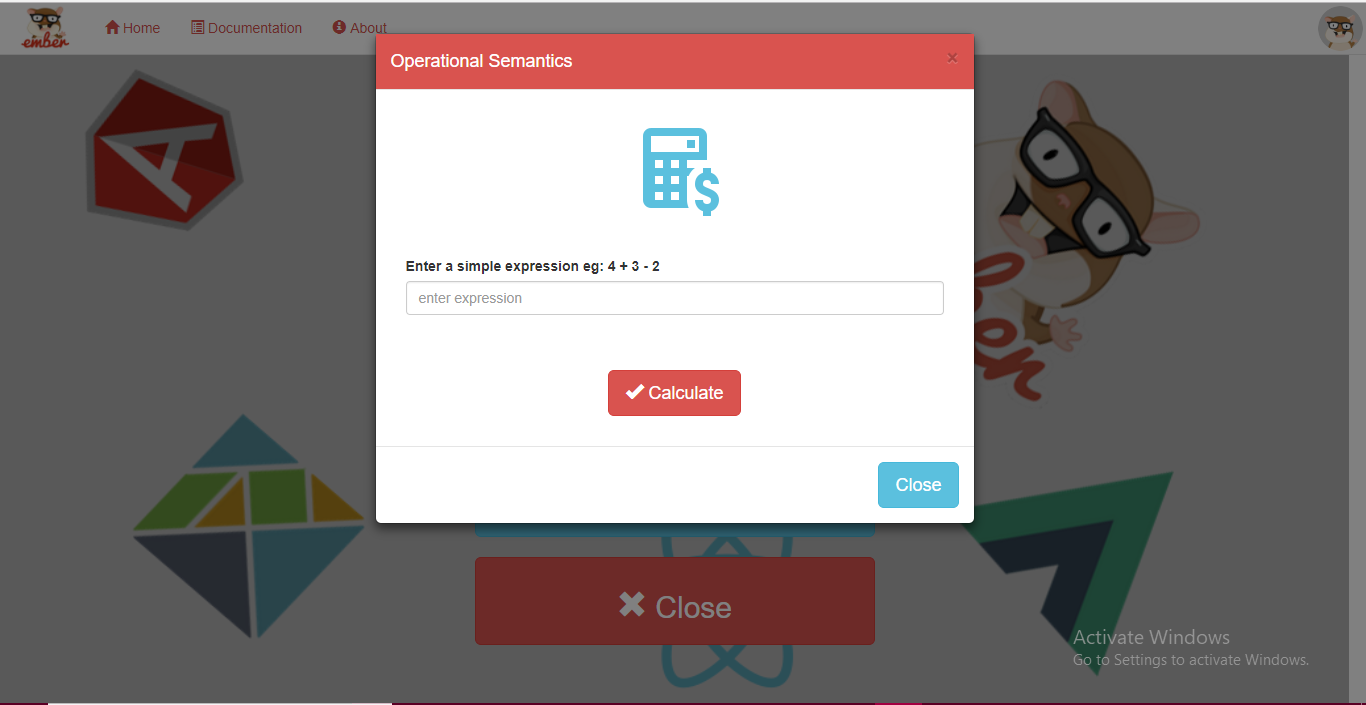 ember
Home
Documentation
About
Operational Semantics
×
Enter a simple expression eg: 4 + 3 - 2
enter expression
Calculate
Close
Close
Activate Windows
Go to Settings to activate Windows.